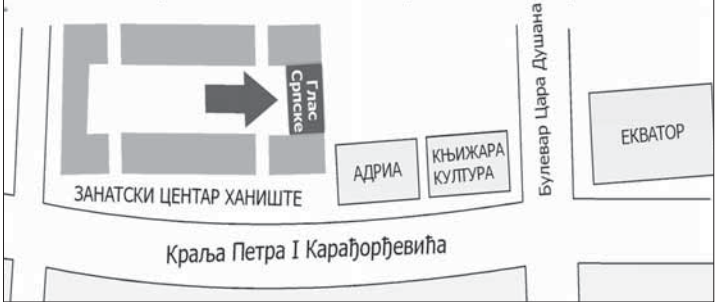 Глас
Српске
Булевар Цара Душана
ЕКВАТОР
АДРИА
КЊИЖАРА
КУЛТУРА
ЗАНАТСКИ ЦЕНТАР ХАНИШТЕ
Краља Петра I Карађорђевића